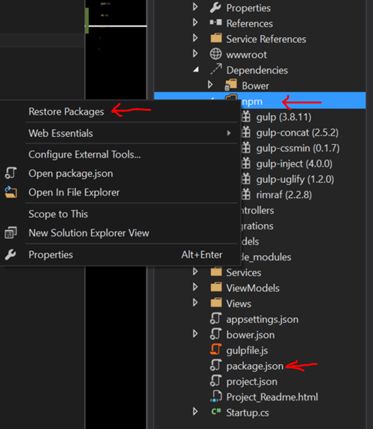 Properties
References
Service References
wwwroot
Dependencies
Bower
npm
Restore Packages
Web Essentials
Configure External Tools...
Open package.json
Open In File Explorer
Scope to This
New Solution Explorer View
Properties Alt+Enter
gulp (3.8.11)
gulp-concat (2.5.2)
gulp-cssmin (0.1.7)
gulp-inject (4.0.0)
gulp-uglify (1.2.0)
rimraf (2.2.8)
ntrollers
grations
dels
de_modules
Services
ViewModels
Views
appsettings.json
bower.json
gulpfile.js
package.json
project.json
Project_Readme.html
C# Startup.cs